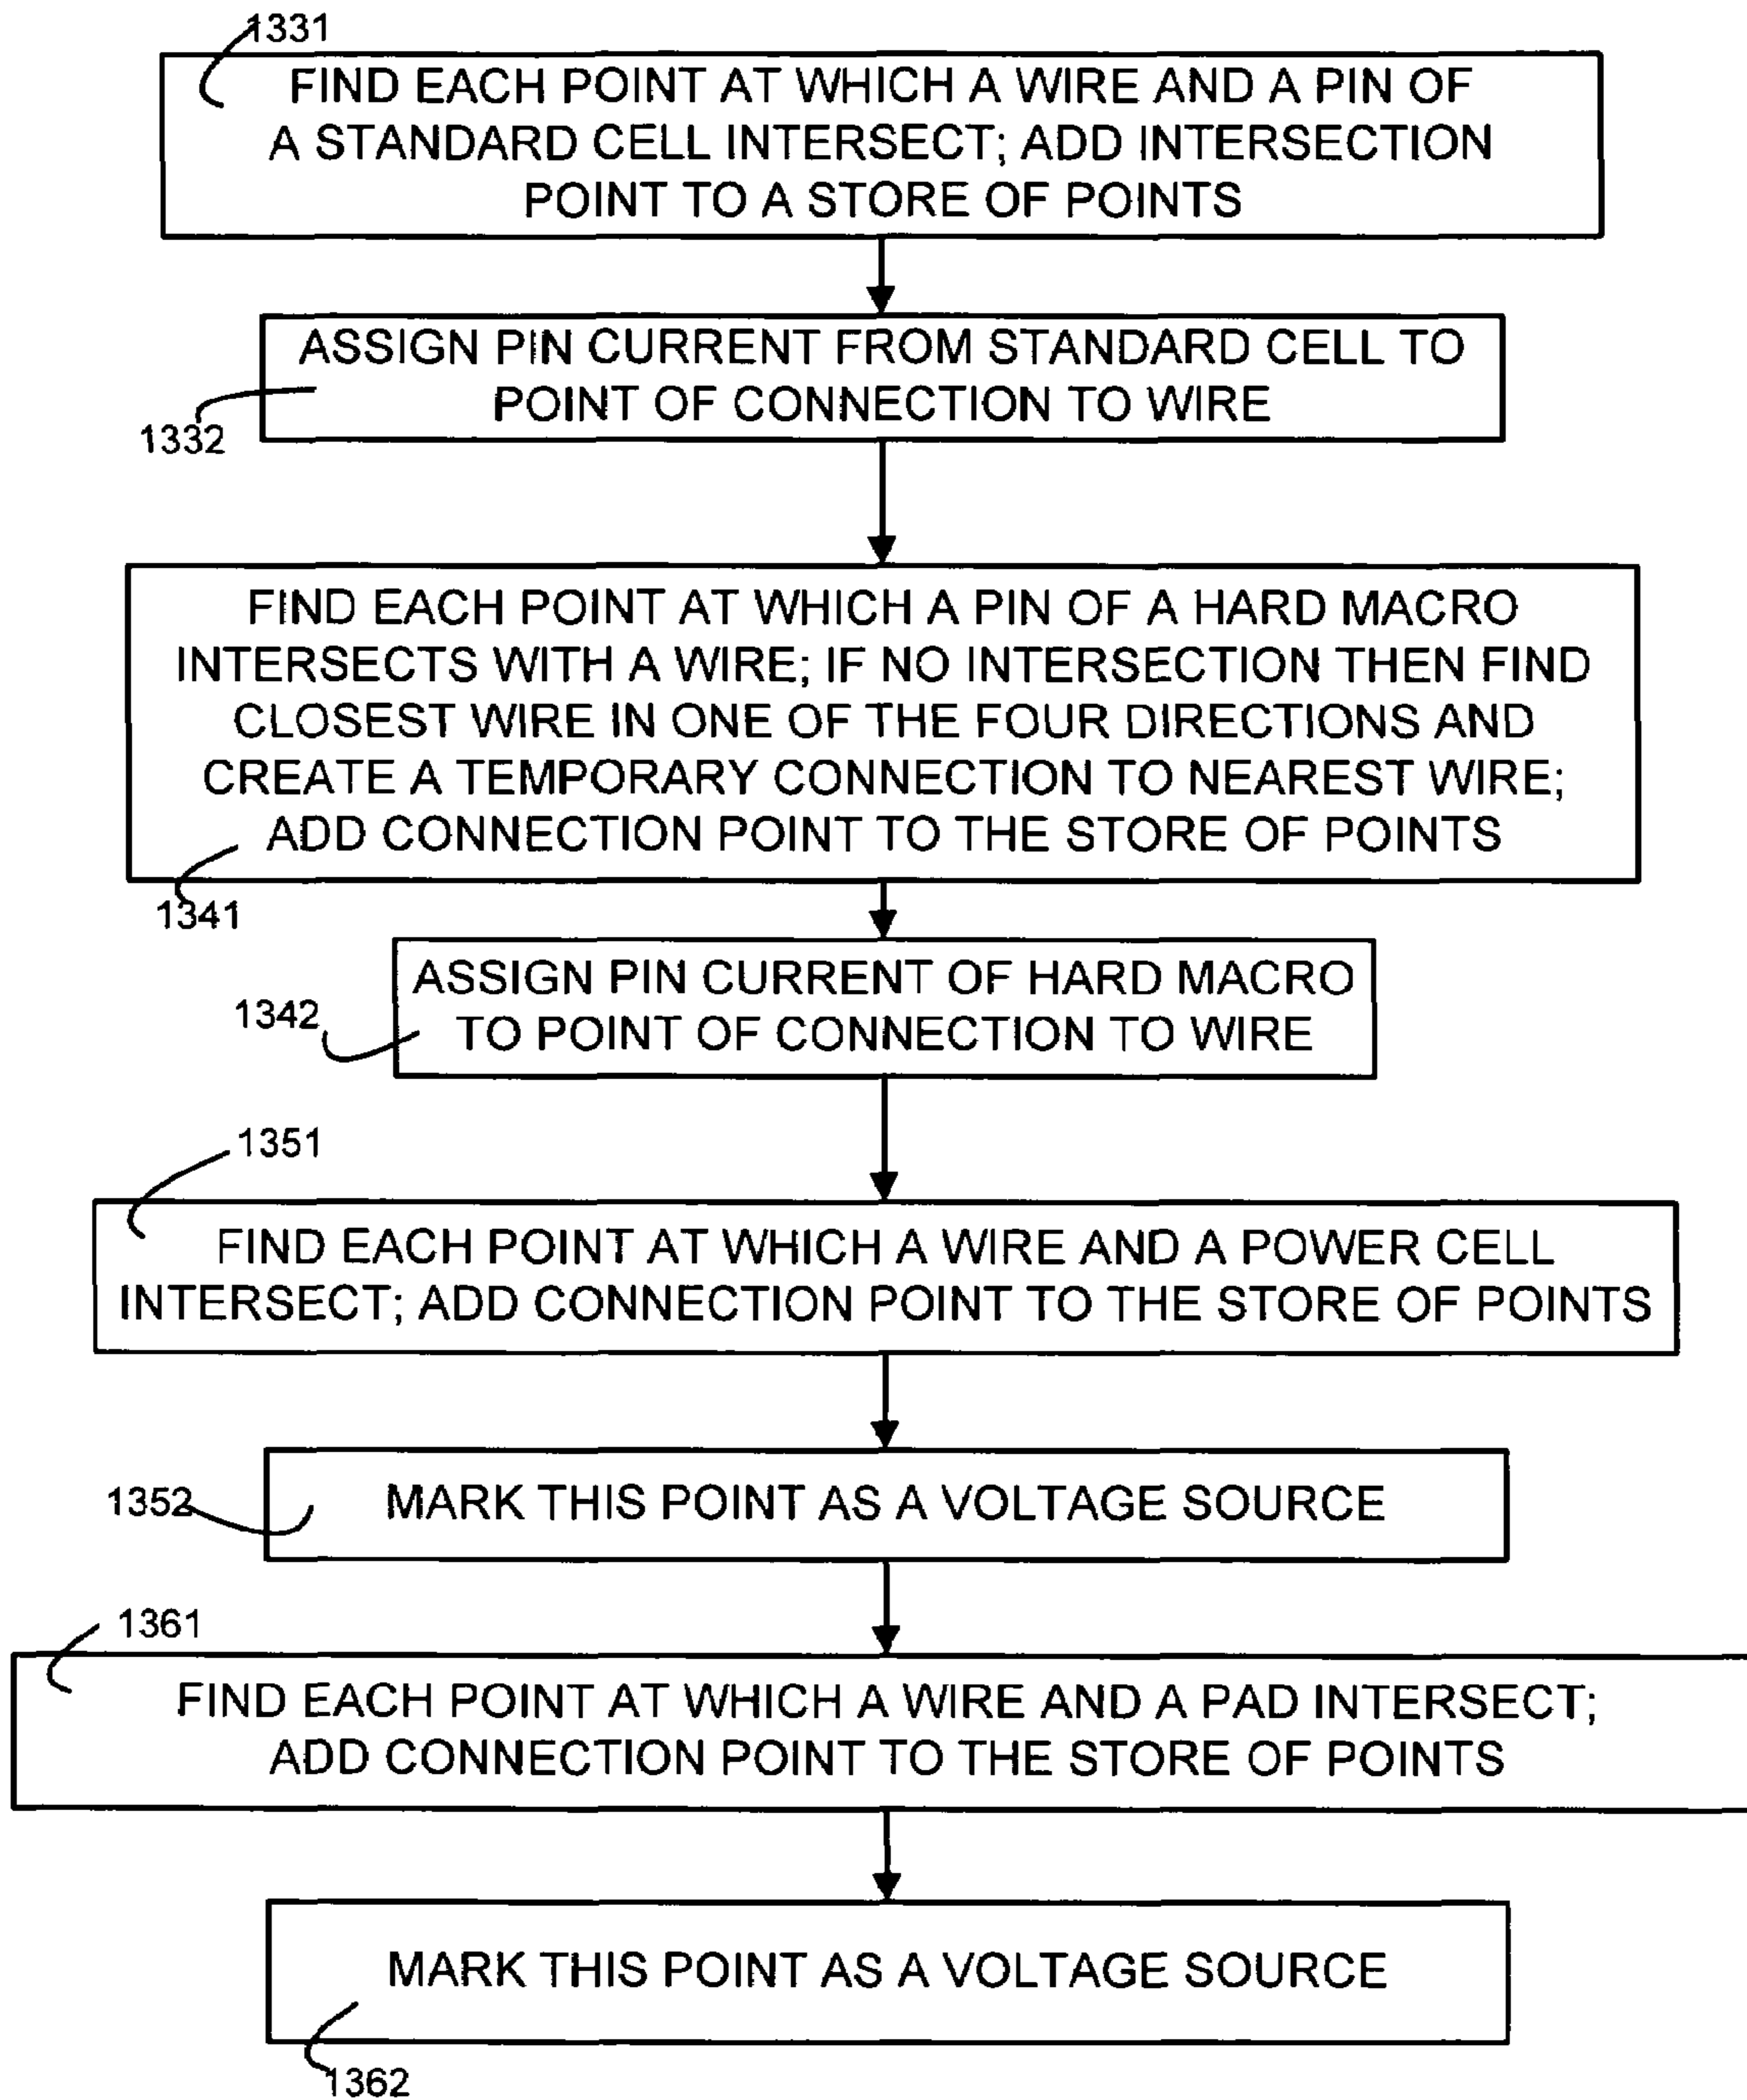 1331
FIND EACH POINT AT WHICH A WIRE AND A PIN OF
A STANDARD CELL INTERSECT; ADD INTERSECTION
POINT TO A STORE OF POINTS
ASSIGN PIN CURRENT FROM STANDARD CELL TO
POINT OF CONNECTION TO WIRE
1332
FIND EACH POINT AT WHICH A PIN OF A HARD MACRO
INTERSECTS WITH A WIRE; IF NO INTERSECTION THEN FIND
CLOSEST WIRE IN ONE OF THE FOUR DIRECTIONS AND
CREATE A TEMPORARY CONNECTION TO NEAREST WIRE;
ADD CONNECTION POINT TO THE STORE OF POINTS
1341
ASSIGN PIN CURRENT OF HARD MACRO
TO POINT OF CONNECTION TO WIRE
1342
1351
FIND EACH POINT AT WHICH A WIRE AND A POWER CELL
INTERSECT; ADD CONNECTION POINT TO THE STORE OF POINTS
MARK THIS POINT AS A VOLTAGE SOURCE
1352
1361
FIND EACH POINT AT WHICH A WIRE AND A PAD INTERSECT;
ADD CONNECTION POINT TO THE STORE OF POINTS
MARK THIS POINT AS A VOLTAGE SOURCE
1362